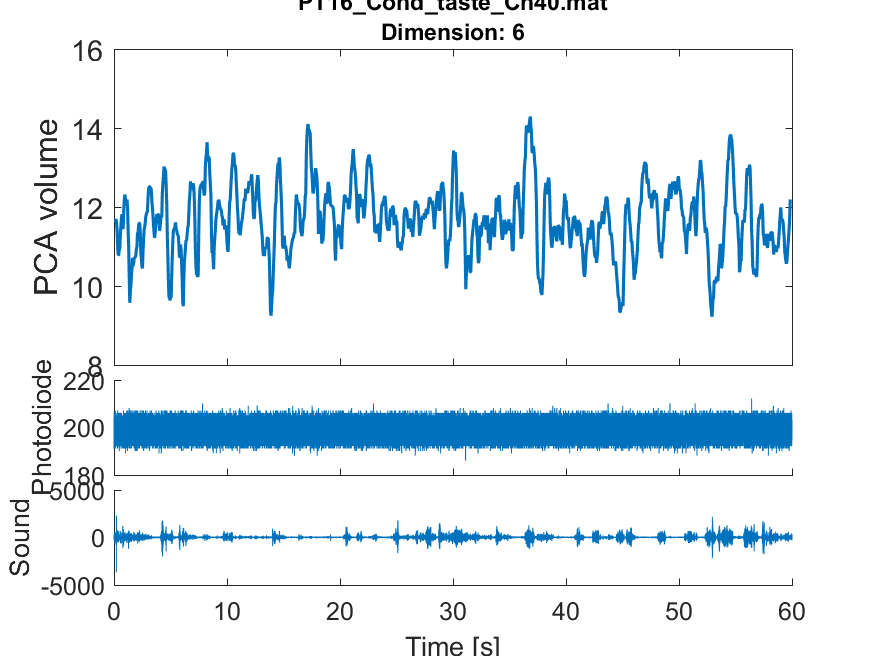 PT16_Cond_taste_Ch40.mat
Dimension: 6
16
14
12
10
8
PCA volume
220
200
180
Photodiode
5000
0
-5000
Sound
0 10 20 30 40 50 60
Time [s]